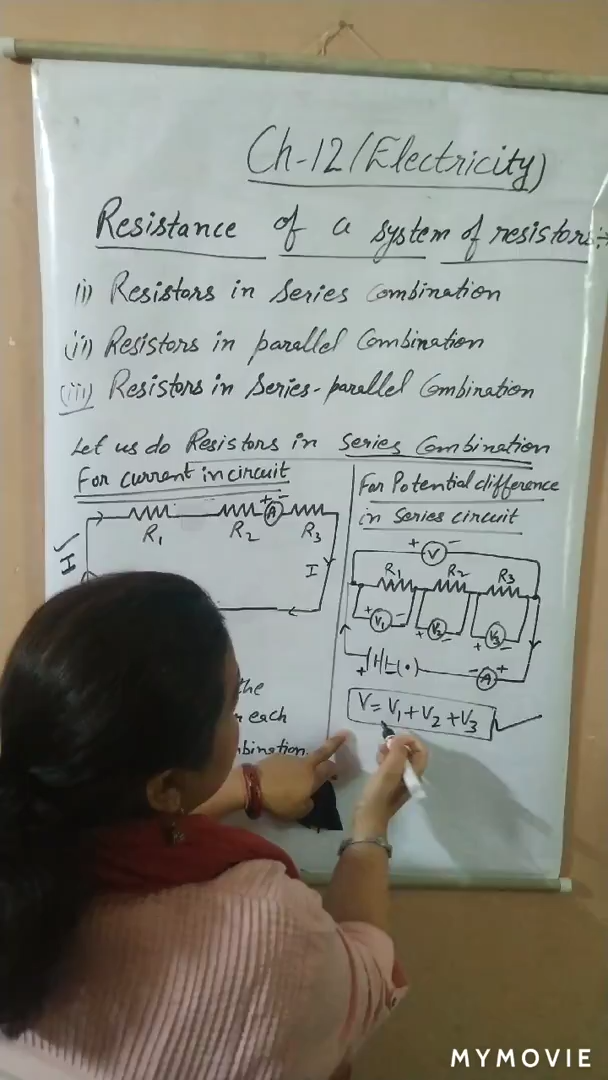 Ch-12 (Electricity)
Resistance of a system of resistors:-
(i) Resistors in Series Combination
(ii) Resistors in parallel Combination
(iii) Resistors in Series-parallel Combination
Let us do Resistors in Series Combination
For current in circuit
R1 R2 + A - R3
I
I
the
each
bination.
For Potential difference
in Series circuit
+ V -
R1 R2 R3
+ V1 - + V2 - + V3 -
+ (•) - A +
V = V1 + V2 + V3
MYMOVIE